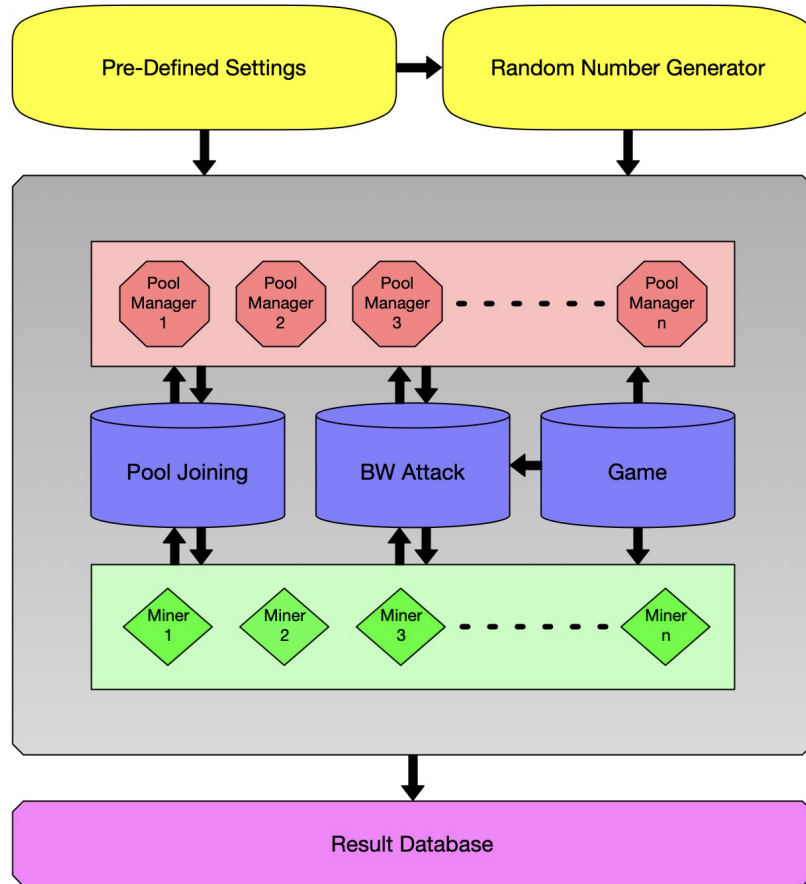 Pre-Defined Settings
Random Number Generator
Pool
Manager
1
Pool
Manager
2
Pool
Manager
3
Pool
Manager
n
Pool Joining
BW Attack
Game
Miner
1
Miner
2
Miner
3
Miner
n
Result Database